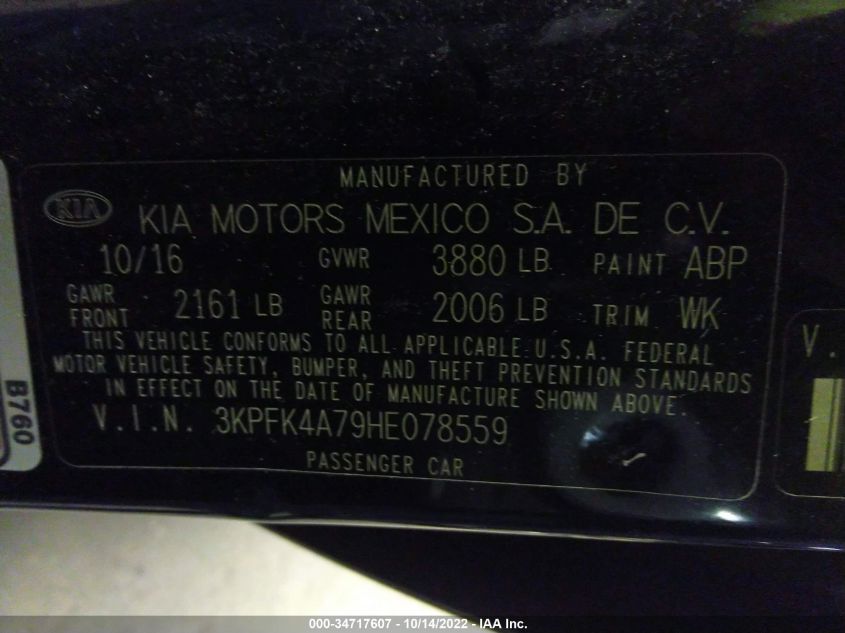 MANUFACTURED BY
KIA KIA MOTORS MEXICO S.A. DE C.V.
10/16 GVWR 3880 LB PAINT ABP
GAWR FRONT 2161 LB GAWR REAR 2006 LB TRIM WK
THIS VEHICLE CONFORMS TO ALL APPLICABLE U.S.A. FEDERAL
MOTOR VEHICLE SAFETY, BUMPER, AND THEFT PREVENTION STANDARDS
IN EFFECT ON THE DATE OF MANUFACTURE SHOWN ABOVE.
V.I.N. 3KPFK4A79HE078559
PASSENGER CAR
B760
V.
000-34717607 - 10/14/2022 - IAA Inc.